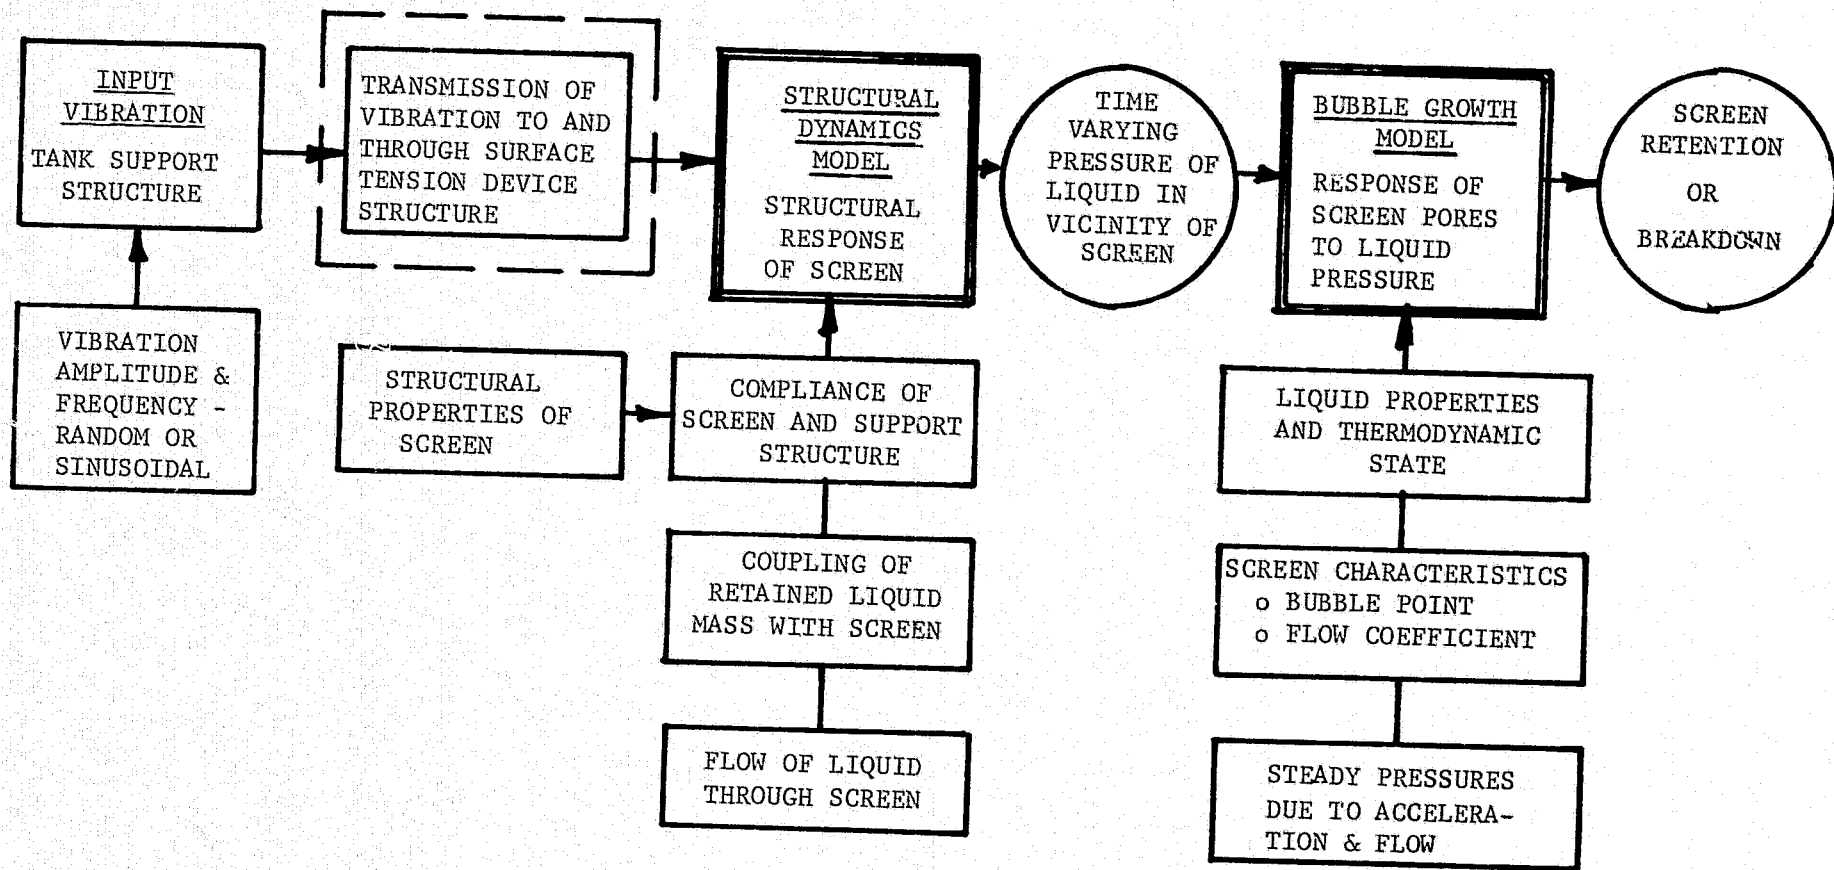 INPUT
VIBRATION
TANK SUPPORT
STRUCTURE
TRANSMISSION OF
VIBRATION TO AND
THROUGH SURFACE
TENSION DEVICE
STRUCTURE
STRUCTURAL
DYNAMICS
MODEL
STRUCTURAL
RESPONSE
OF SCREEN
TIME
VARYING
PRESSURE OF
LIQUID IN
VICINITY OF
SCREEN
BUBBLE GROWTH
MODEL
RESPONSE OF
SCREEN PORES
TO LIQUID
PRESSURE
SCREEN
RETENTION
OR
BREAKDOWN
VIBRATION
AMPLITUDE &
FREQUENCY -
RANDOM OR
SINUSOIDAL
STRUCTURAL
PROPERTIES OF
SCREEN
COMPLIANCE OF
SCREEN AND SUPPORT
STRUCTURE
LIQUID PROPERTIES
AND THERMODYNAMIC
STATE
COUPLING OF
RETAINED LIQUID
MASS WITH SCREEN
SCREEN CHARACTERISTICS
o BUBBLE POINT
o FLOW COEFFICIENT
FLOW OF LIQUID
THROUGH SCREEN
STEADY PRESSURES
DUE TO ACCELERA-
TION & FLOW